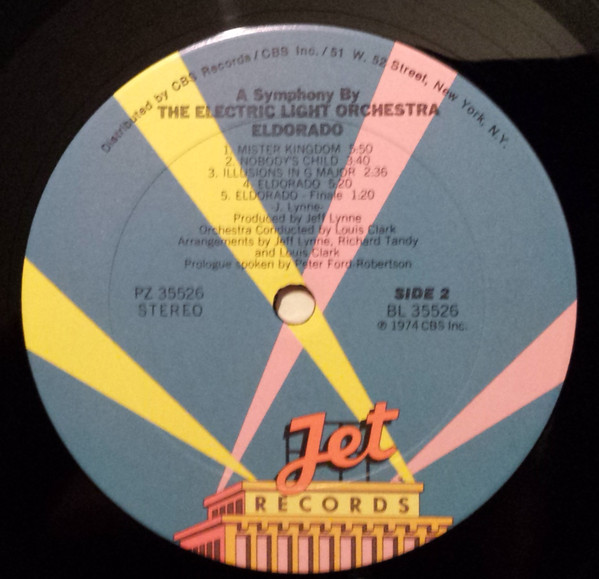 Distributed by CBS Records/CBS Inc./51 W. 52 Street, New York, N.Y.
A Symphony By
THE ELECTRIC LIGHT ORCHESTRA
ELDORADO
1. MISTER KINGDOM 5:50
2. NOBODY'S CHILD 3:40
3. ILLUSIONS IN G MAJOR 2.36
4. ELDORADO 5:20
5. ELDORADO - Finale 1:20
-J. Lynne-
Produced by Jeff Lynne
Orchestra Conducted by Louis Clark
Arrangements by Jeff Lynne, Richard Tandy
and Louis Clark
Prologue spoken by Peter Ford-Robertson
PZ 35526 SIDE 2
STEREO BL 35526
℗ 1974 CBS Inc.
Jet
RECORDS